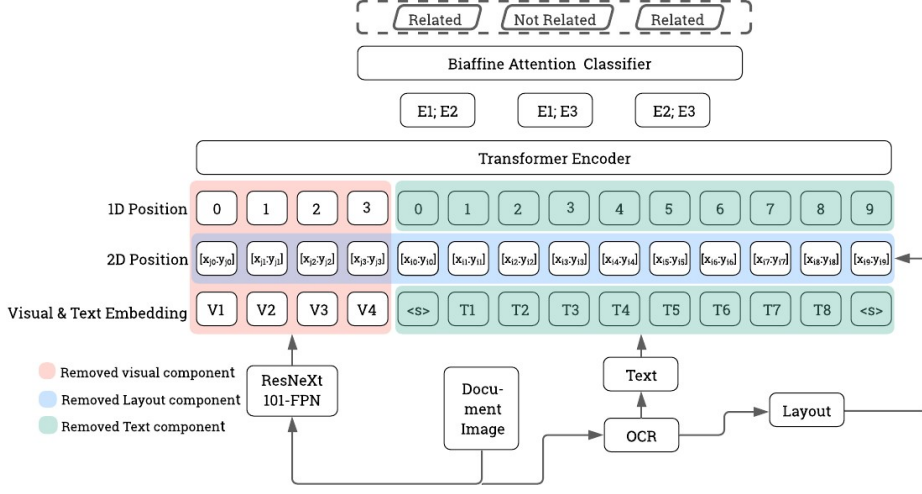 Related Not Related Related
Biaffine Attention Classifier
E1; E2 E1; E3 E2; E3
Transformer Encoder
1D Position 0 1 2 3 0 1 2 3 4 5 6 7 8 9
2D Position [xj0:yj0] [xj1:yj1] [xj2:yj2] [xj3:yj3] [xi0:yi0] [xi1:yi1] [xi2:yi2] [xi3:yi3] [xi4:yi4] [xi5:yi5] [xi6:yi6] [xi7:yi7] [xi8:yi8] [xi9:yi9]
Visual & Text Embedding V1 V2 V3 V4 <s> T1 T2 T3 T4 T5 T6 T7 T8 <s>
Removed visual component
Removed Layout component
Removed Text component
ResNeXt
101-FPN
Docu-
ment
Image
Text
OCR
Layout